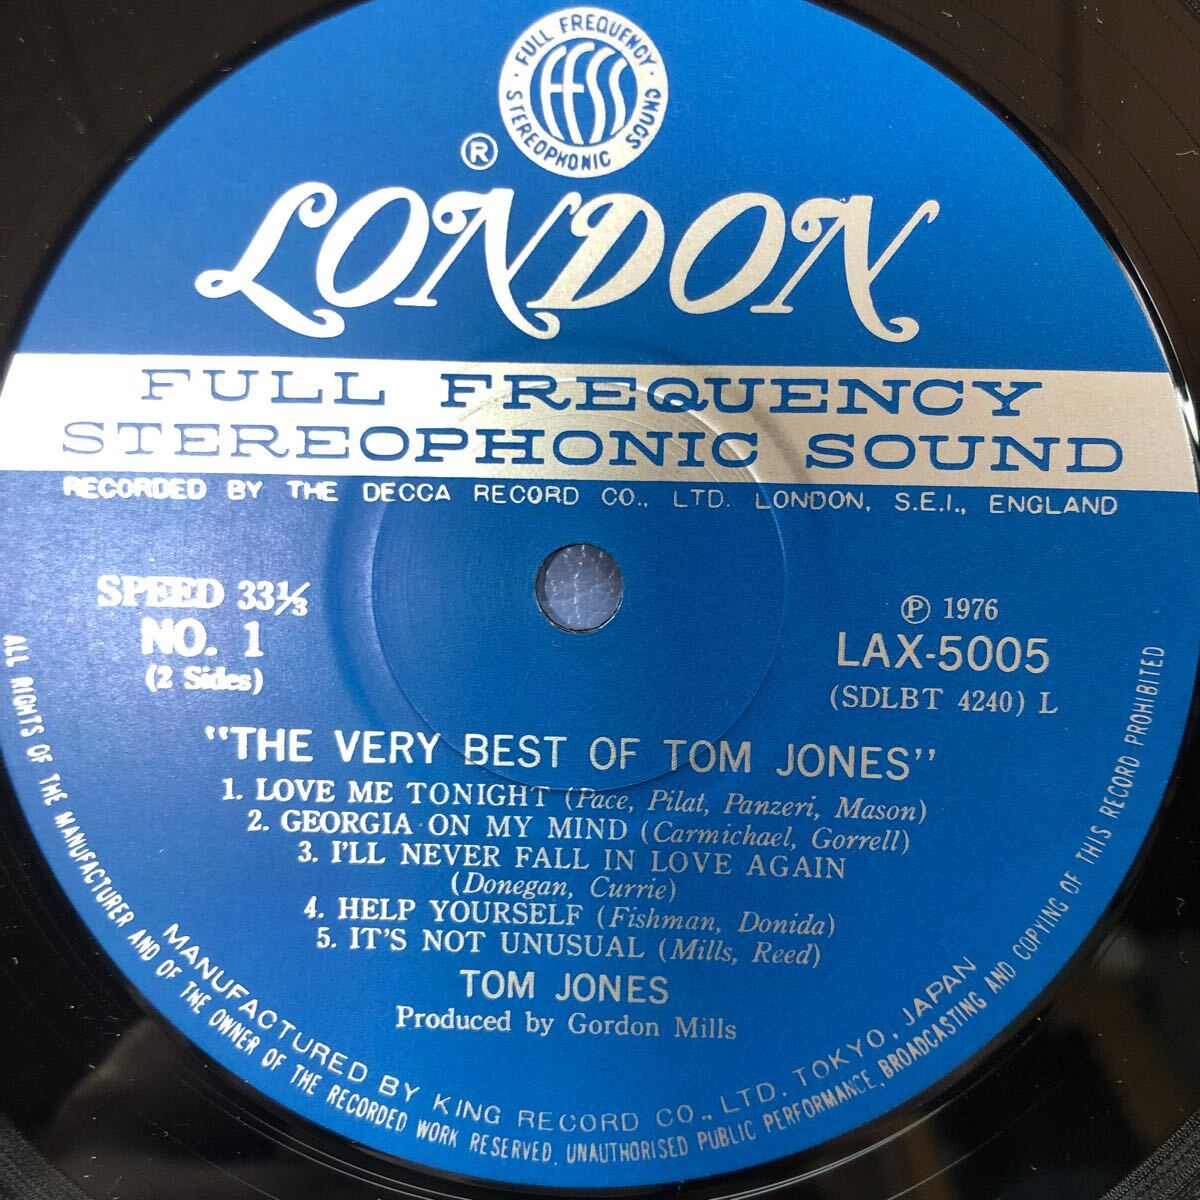 FULL FREQUENCY · STEREOPHONIC SOUND ·
FFSS
®
LONDON
FULL FREQUENCY
STEREOPHONIC SOUND
RECORDED BY THE DECCA RECORD CO., LTD. LONDON, S.E.I., ENGLAND
SPEED 33⅓
NO. 1
(2 Sides)
℗ 1976
LAX-5005
(SDLBT 4240) L
"THE VERY BEST OF TOM JONES"
1. LOVE ME TONIGHT (Pace, Pilat, Panzeri, Mason)
2. GEORGIA ON MY MIND (Carmichael, Gorrell)
3. I'LL NEVER FALL IN LOVE AGAIN
(Donegan, Currie)
4. HELP YOURSELF (Fishman, Donida)
5. IT'S NOT UNUSUAL (Mills, Reed)
TOM JONES
Produced by Gordon Mills
MANUFACTURED BY KING RECORD CO., LTD. TOKYO, JAPAN
ALL RIGHTS OF THE MANUFACTURER AND OF THE OWNER OF THE RECORDED WORK RESERVED. UNAUTHORISED PUBLIC PERFORMANCE, BROADCASTING AND COPYING OF THIS RECORD PROHIBITED